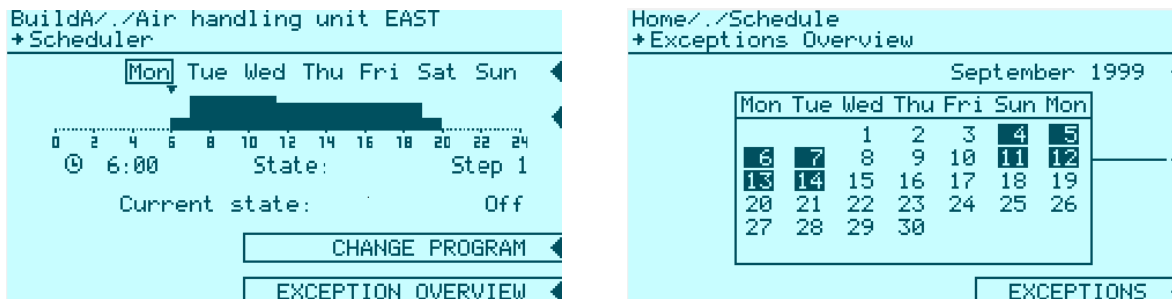 BuildA/./Air handling unit EAST
→Scheduler
Mon Tue Wed Thu Fri Sat Sun
0 2 4 6 8 10 12 14 16 18 20 22 24
6:00 State: Step 1
Current state: Off
CHANGE PROGRAM
EXCEPTION OVERVIEW
Home/./Schedule
→Exceptions Overview
September 1999
Mon Tue Wed Thu Fri Sun Mon
1 2 3 4 5
6 7 8 9 10 11 12
13 14 15 16 17 18 19
20 21 22 23 24 25 26
27 28 29 30
EXCEPTIONS